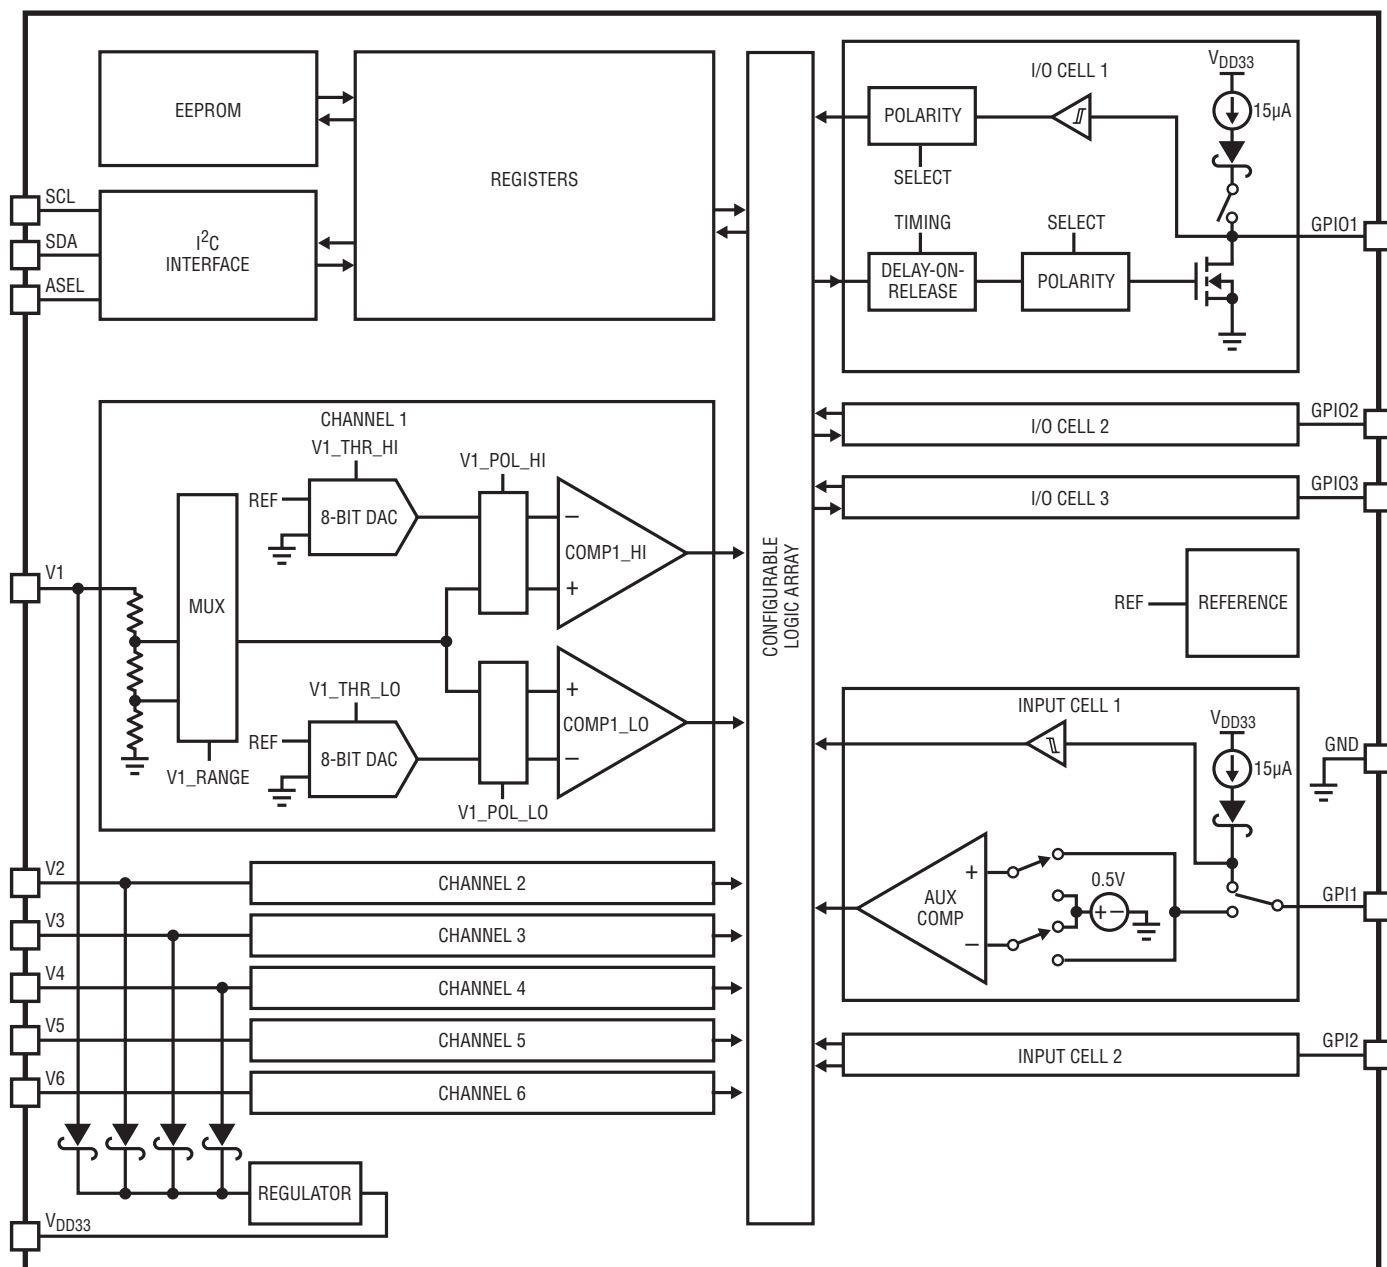 EEPROM
REGISTERS
SCL
SDA
ASEL
I²C
INTERFACE
CHANNEL 1
V1_THR_HI
V1_POL_HI
REF
8-BIT DAC
COMP1_HI
−
+
V1
MUX
V1_RANGE
V1_THR_LO
REF
8-BIT DAC
V1_POL_LO
COMP1_LO
+
−
V2
CHANNEL 2
V3
CHANNEL 3
V4
CHANNEL 4
V5
CHANNEL 5
V6
CHANNEL 6
REGULATOR
VDD33
CONFIGURABLE
LOGIC ARRAY
I/O CELL 1
VDD33
15µA
POLARITY
SELECT
TIMING
SELECT
DELAY-ON-
RELEASE
POLARITY
GPIO1
I/O CELL 2
GPIO2
I/O CELL 3
GPIO3
REF
REFERENCE
INPUT CELL 1
VDD33
15µA
GND
+
AUX
COMP
−
0.5V
+ −
GPI1
INPUT CELL 2
GPI2